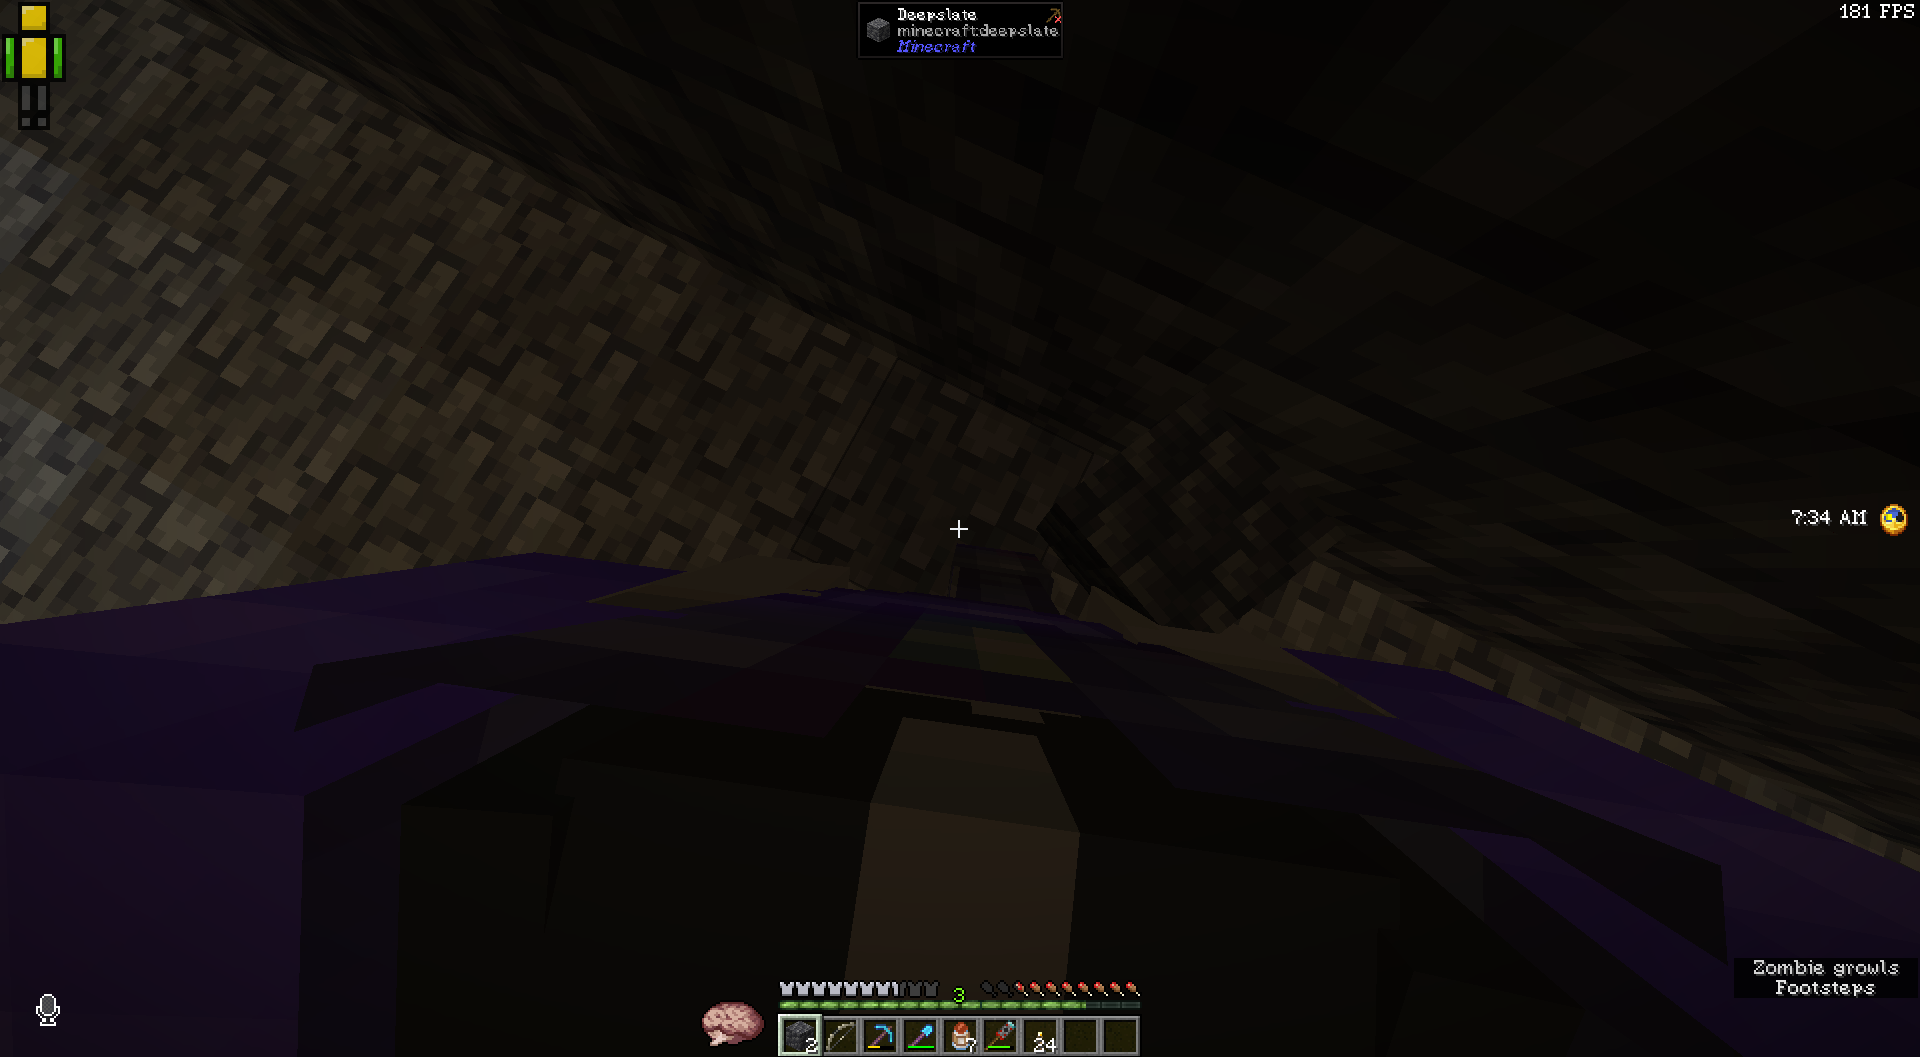 Deepslate
minecraft:deepslate
Minecraft
181 FPS
7:34 AM
Zombie growls
Footsteps
3
2
7
24